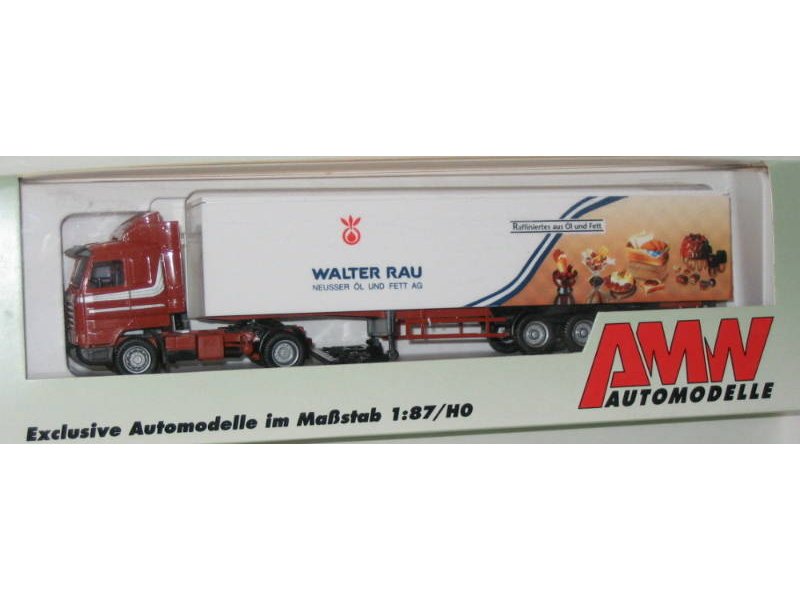 Raffiniertes aus Öl und Fett
WALTER RAU
NEUSSER ÖL UND FETT AG
AMW
AUTOMODELLE
Exclusive Automodelle im Maßstab 1:87/HO